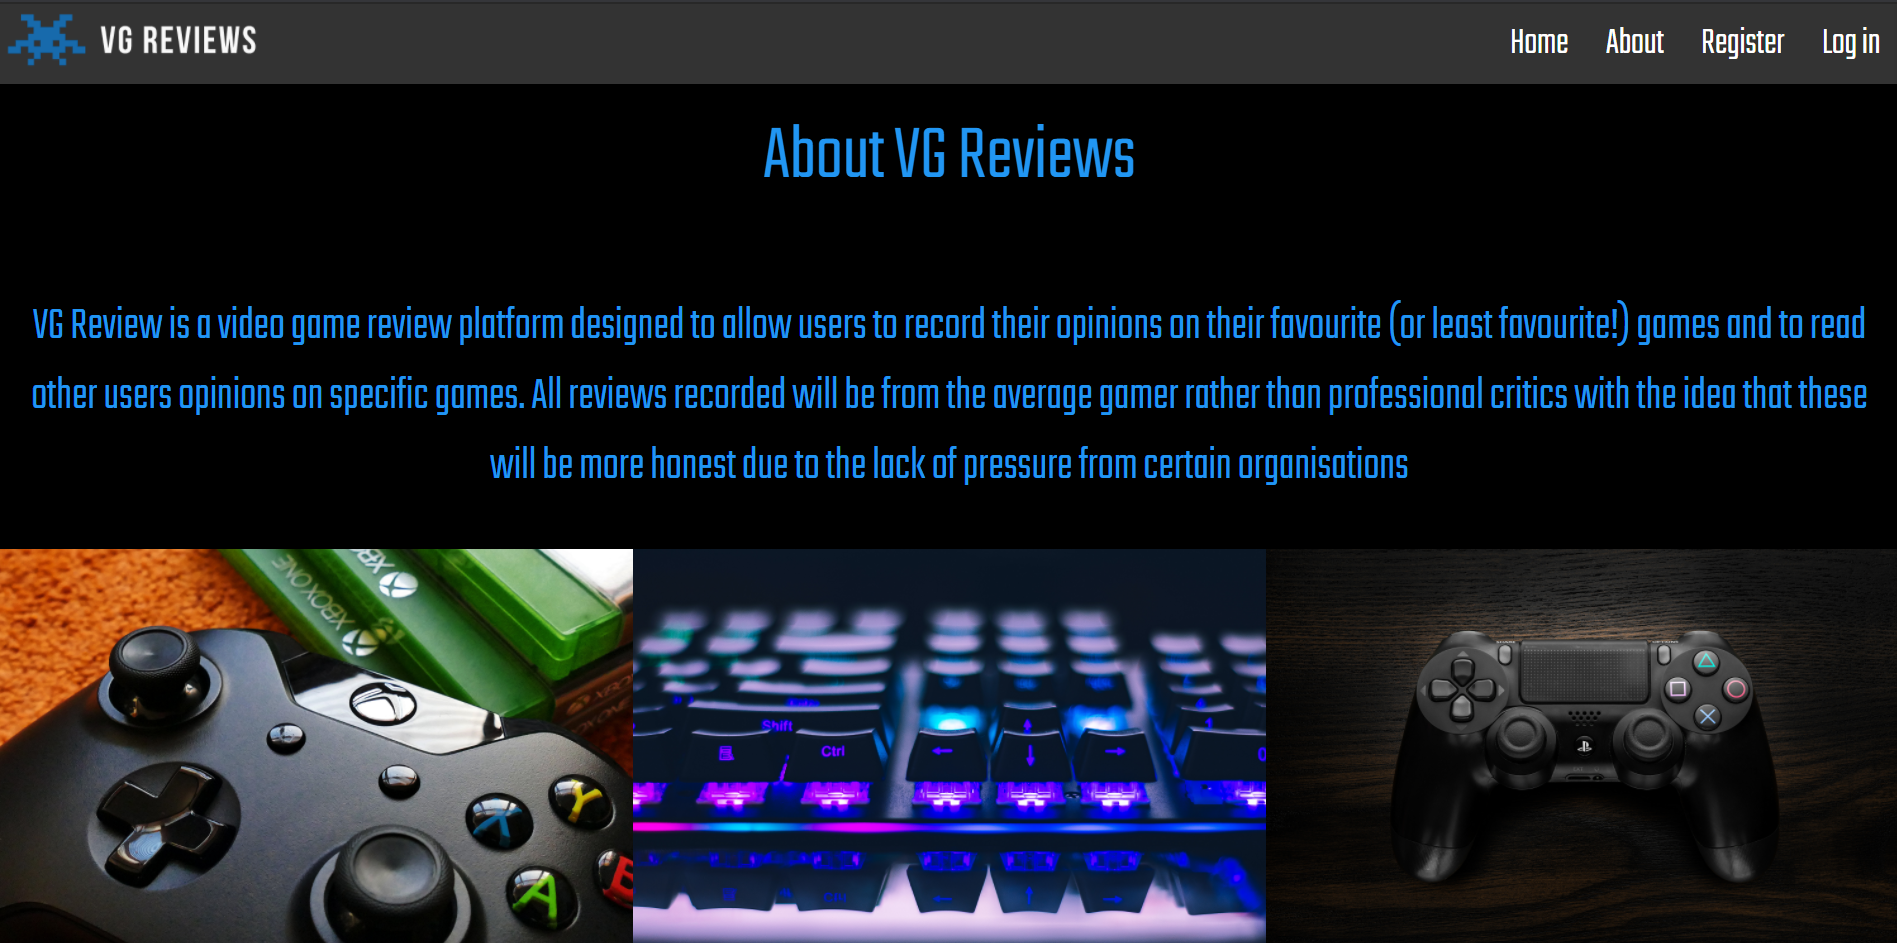 VG REVIEWS
Home About Register Log in
About VG Reviews
VG Review is a video game review platform designed to allow users to record their opinions on their favourite (or least favourite!) games and to read
other users opinions on specific games. All reviews recorded will be from the average gamer rather than professional critics with the idea that these
will be more honest due to the lack of pressure from certain organisations
XBOX ONE
XBOX
X
Y
A
B
Shift
Ctrl